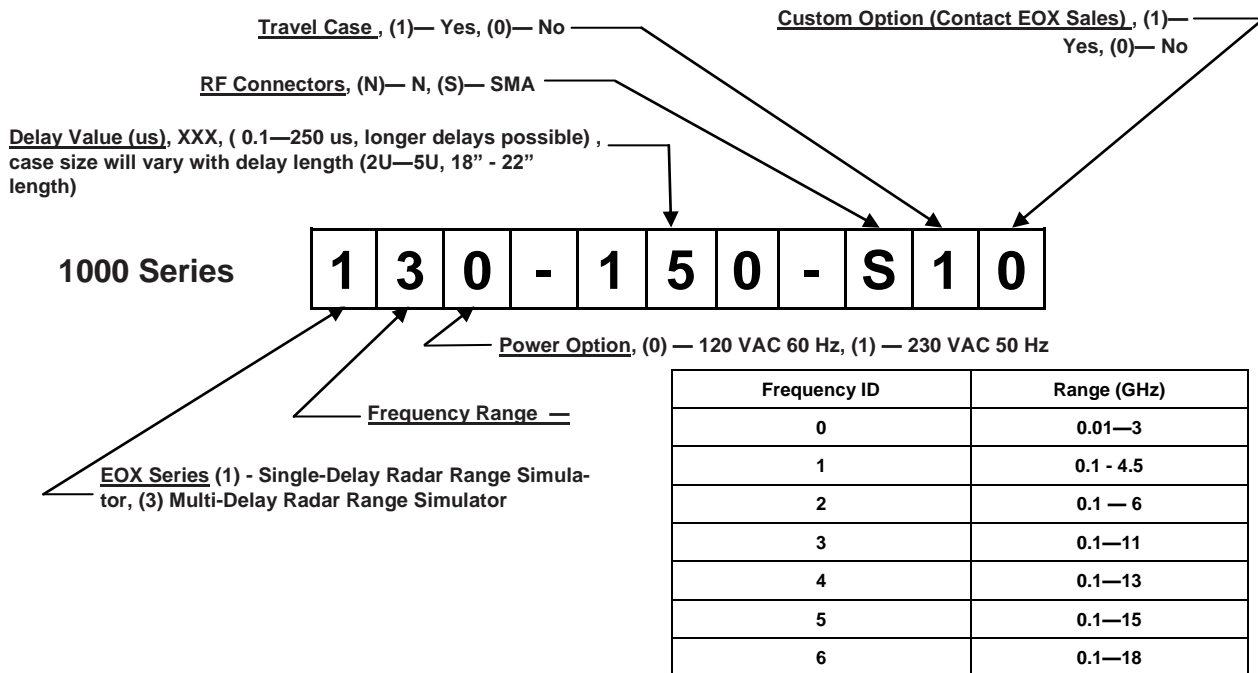 Travel Case , (1)— Yes, (0)— No
Custom Option (Contact EOX Sales) , (1)—
Yes, (0)— No
RF Connectors, (N)— N, (S)— SMA
Delay Value (us), XXX, ( 0.1—250 us, longer delays possible) ,
case size will vary with delay length (2U—5U, 18” - 22”
length)
1000 Series
1 3 0 - 1 5 0 - S 1 0
Power Option, (0) — 120 VAC 60 Hz, (1) — 230 VAC 50 Hz
Frequency Range —
EOX Series (1) - Single-Delay Radar Range Simula-
tor, (3) Multi-Delay Radar Range Simulator
Frequency ID Range (GHz)
0 0.01—3
1 0.1 - 4.5
2 0.1 — 6
3 0.1—11
4 0.1—13
5 0.1—15
6 0.1—18